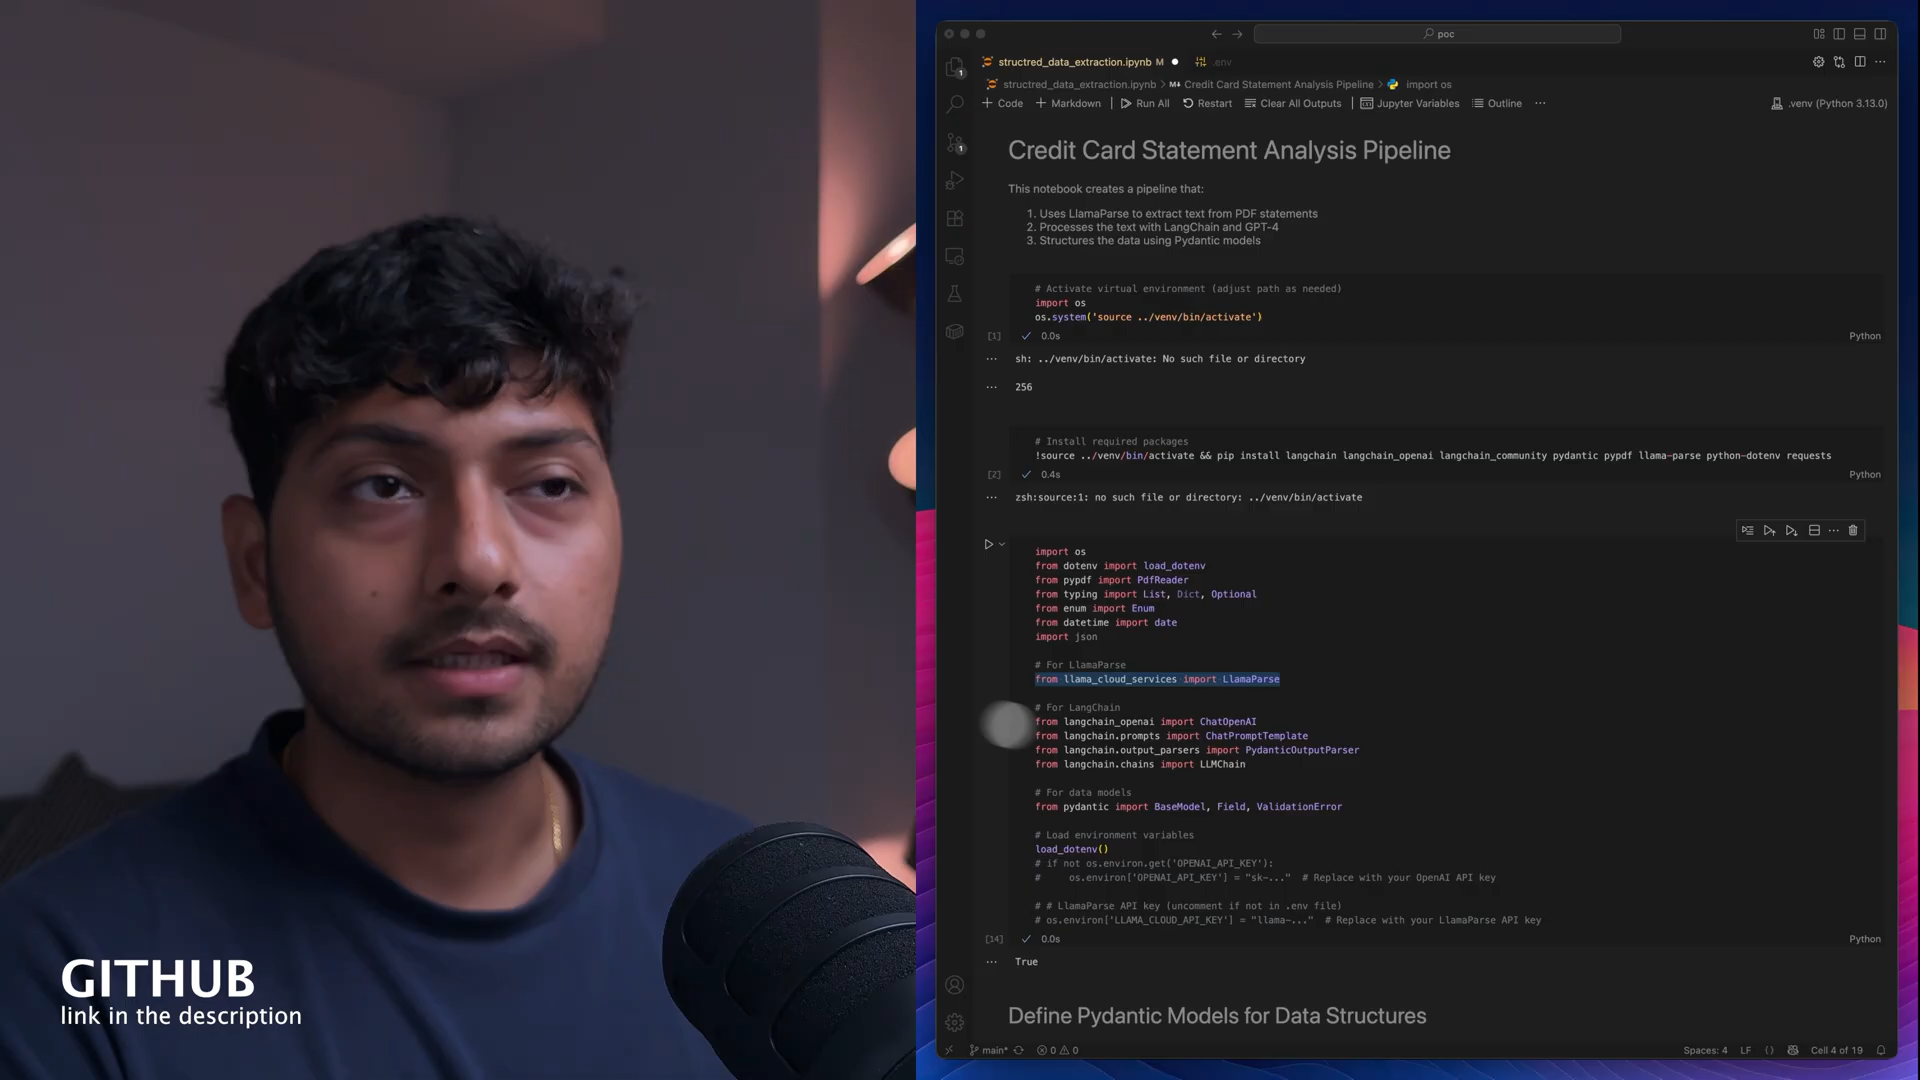 poc
structred_data_extraction.ipynb M
.env
structred_data_extraction.ipynb > M↓ Credit Card Statement Analysis Pipeline > import os
+ Code + Markdown Run All Restart Clear All Outputs Jupyter Variables Outline ...
.venv (Python 3.13.0)
Credit Card Statement Analysis Pipeline
This notebook creates a pipeline that:
1. Uses LlamaParse to extract text from PDF statements
2. Processes the text with LangChain and GPT-4
3. Structures the data using Pydantic models
# Activate virtual environment (adjust path as needed)
import os
os.system('source ../venv/bin/activate')
[1] 0.0s Python
... sh: ../venv/bin/activate: No such file or directory
... 256
# Install required packages
!source ../venv/bin/activate && pip install langchain langchain_openai langchain_community pydantic pypdf llama-parse python-dotenv requests
[2] 0.4s Python
... zsh:source:1: no such file or directory: ../venv/bin/activate
import os
from dotenv import load_dotenv
from pypdf import PdfReader
from typing import List, Dict, Optional
from enum import Enum
from datetime import date
import json
# For LlamaParse
from llama_cloud_services import LlamaParse
# For LangChain
from langchain_openai import ChatOpenAI
from langchain.prompts import ChatPromptTemplate
from langchain.output_parsers import PydanticOutputParser
from langchain.chains import LLMChain
# For data models
from pydantic import BaseModel, Field, ValidationError
# Load environment variables
load_dotenv()
# if not os.environ.get('OPENAI_API_KEY'):
#     os.environ['OPENAI_API_KEY'] = "sk-..."  # Replace with your OpenAI API key
# # LlamaParse API key (uncomment if not in .env file)
# os.environ['LLAMA_CLOUD_API_KEY'] = "llama-..."  # Replace with your LlamaParse API key
[14] 0.0s Python
... True
Define Pydantic Models for Data Structures
main* 0 0 Spaces: 4 LF Cell 4 of 19
1
1
GITHUB
link in the description